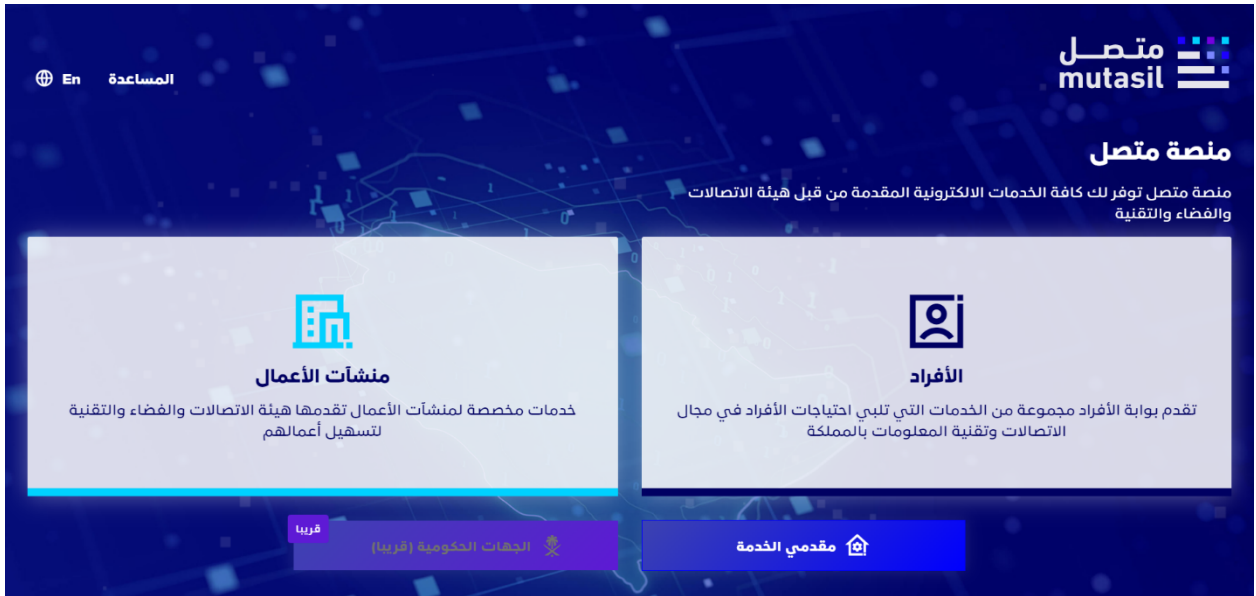 متصل
mutasil
المساعدة
En
منصة متصل
منصة متصل توفر لك كافة الخدمات الالكترونية المقدمة من قبل هيئة الاتصالات
والفضاء والتقنية
الأفراد
تقدم بوابة الأفراد مجموعة من الخدمات التي تلبي احتياجات الأفراد في مجال
الاتصالات وتقنية المعلومات بالمملكة
منشآت الأعمال
خدمات مخصصة لمنشآت الأعمال تقدمها هيئة الاتصالات والفضاء والتقنية
لتسهيل أعمالهم
مقدمي الخدمة
قريبا
الجهات الحكومية (قريبا)